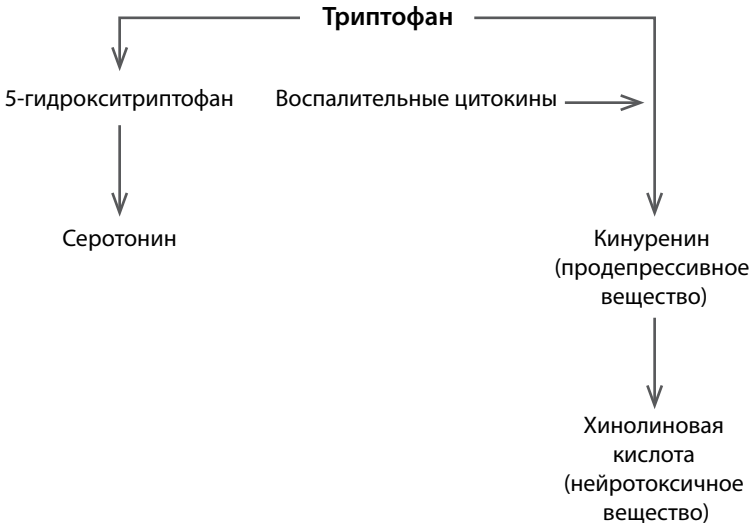 Триптофан
5-гидрокситриптофан
Воспалительные цитокины
Серотонин
Кинуренин
(продепрессивное
вещество)
Хинолиновая
кислота
(нейротоксичное
вещество)